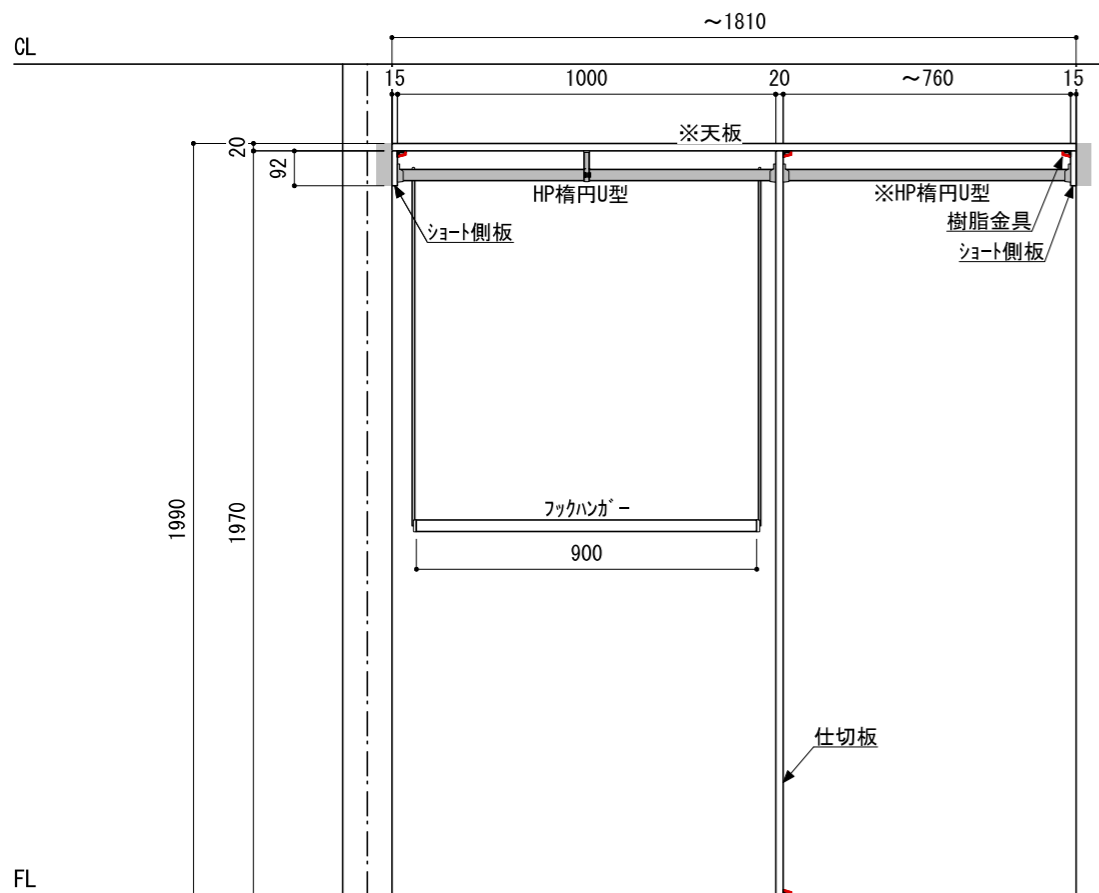 ~1810
CL
15 1000 20 ~760 15
※天板
20
92
HP楕円U型
※HP楕円U型
樹脂金具
ｼｮｰﾄ側板
ｼｮｰﾄ側板
1990
1970
ﾌｯｸﾊﾝｶﾞｰ
900
仕切板
FL